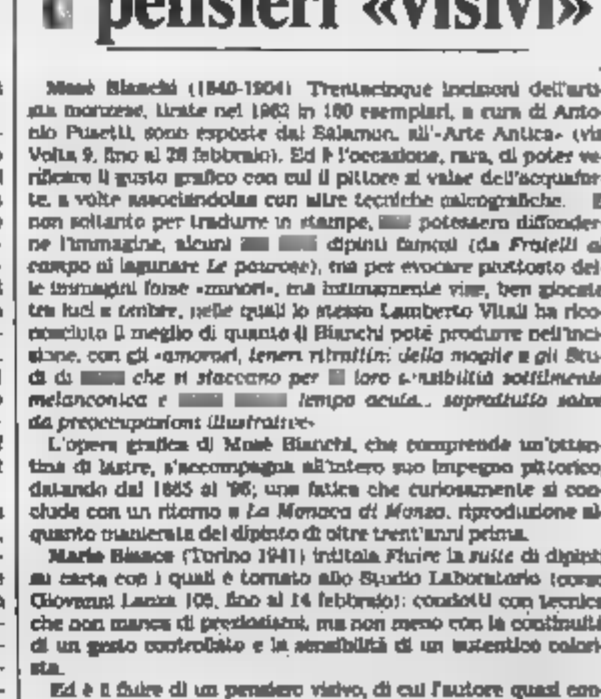 pensieri «visivi»
Mosè Bianchi (1840-1904) Trentacinque incisioni dell'arti-
sta monzese, tirate nel 1962 in 100 esemplari, a cura di Anto-
nio Pusetti, sono esposte dai Salamon, all'«Arte Antica» (via
Volta 9, fino al 28 febbraio). Ed è l'occasione, rara, di poter ve-
rificare il gusto grafico con cui il pittore si valse dell'acquafor-
te, a volte associandola con altre tecniche calcografiche. E
non soltanto per tradurre in stampe, potessero diffonder-
ne l'immagine, alcuni dipinti famosi (da Fratelli al
campo ai lagunare Le paurose), ma per evocare piuttosto del-
le immagini forse «minori», ma intimamente vise, ben giocate
tra luci e ombre, nelle quali lo stesso Lamberto Vitali ha rico-
nosciuto il meglio di quanto il Bianchi poté produrre nell'inci-
sione, con gli «amorosi, teneri ritrattini della moglie e gli Stu-
di di che si staccano per loro sensibilità sottilmente
melanconica e tempo acuta.. soprattutto salva
da preoccupazioni illustrative»
L'opera grafica di Mosè Bianchi, che comprende un'ottan-
tina di lastre, s'accompagna all'intero suo impegno pittorico
datando dal 1865 al '96; una fatica che curiosamente si con-
clude con un ritorno a La Monaca di Monza, riproduzione al-
quanto manierata del dipinto di oltre trent'anni prima.
Mario Bianco (Torino 1941) intitola Fluire la suite di dipinti
su carta con i quali è tornato allo Studio Laboratorio (corso
Giovanni Lanza 105, fino al 14 febbraio): condotti con tecnica
che non manca di preziosismi, ma non meno con la continuità
di un gesto controllato e la sensibilità di un autentico colori-
sta.
Ed è il fluire di un pensiero visivo, di cui l'autore quasi con-